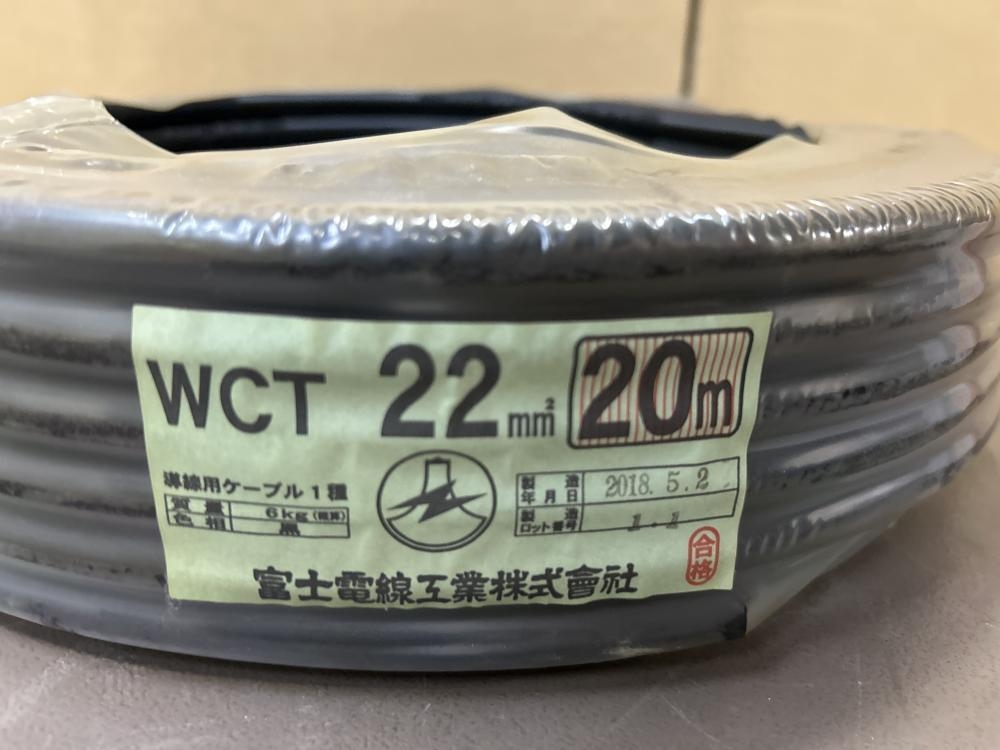 WCT 22mm² 20m
導線用ケーブル1種
質量 6kg(概算)
色相 黒
製造年月日 2018.5.2
製造ロット番号 1.1
合格
富士電線工業株式會社